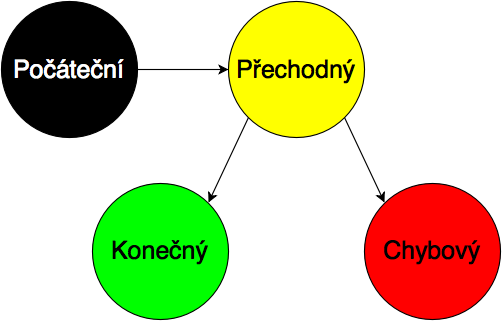 Počáteční
Přechodný
Konečný
Chybový